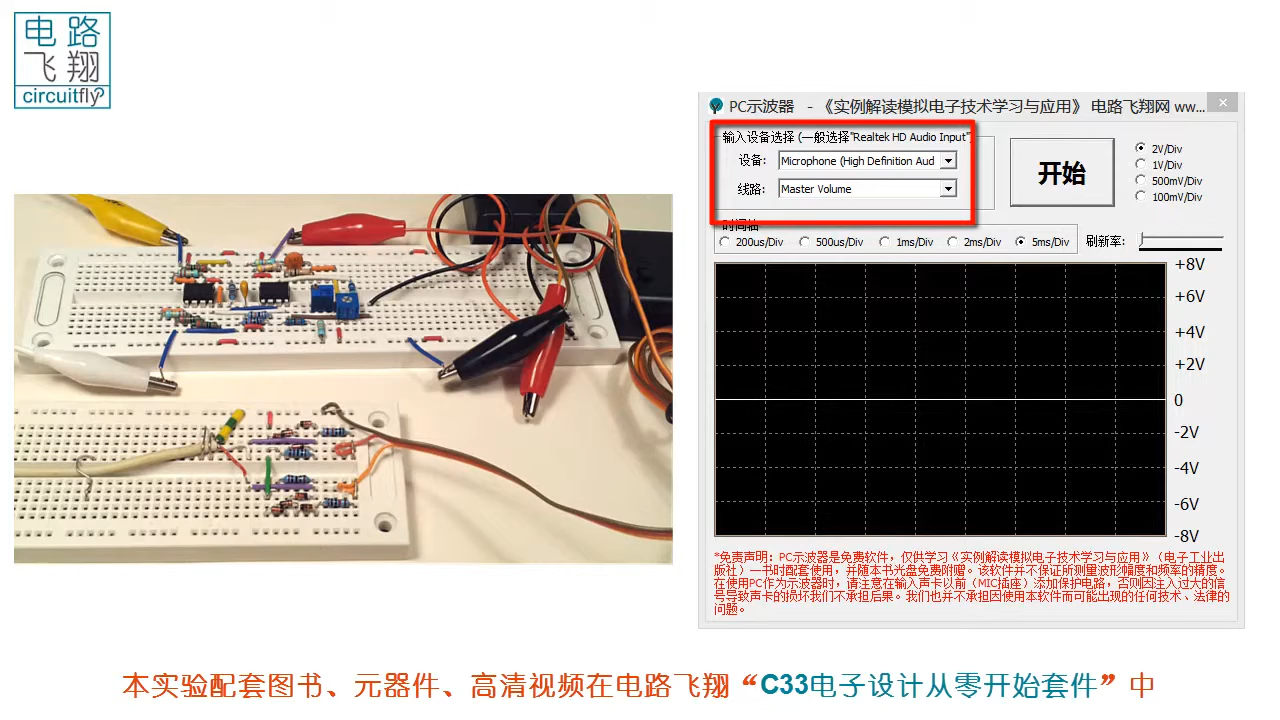 电路
飞翔
circuitfly
PC示波器 - 《实例解读模拟电子技术学习与应用》 电路飞翔网 ww...
输入设备选择 (一般选择"Realtek HD Audio Input"
设备: Microphone (High Definition Aud
线路: Master Volume
开始
2V/Div
1V/Div
500mV/Div
100mV/Div
时间轴
200us/Div 500us/Div 1ms/Div 2ms/Div 5ms/Div 刷新率:
+8V
+6V
+4V
+2V
0
-2V
-4V
-6V
-8V
*免责声明：PC示波器是免费软件，仅供学习《实例解读模拟电子技术学习与应用》（电子工业出
版社）一书时配套使用，并随本书光盘免费附赠。该软件并不保证所测量波形幅度和频率的精度。
在使用PC作为示波器时，请注意在输入声卡以前（MIC插座）添加保护电路，否则因注入过大的信
号导致声卡的损坏我们不承担后果。我们也并不承担因使用本软件而可能出现的任何技术、法律的
问题。
本实验配套图书、元器件、高清视频在电路飞翔“C33电子设计从零开始套件”中